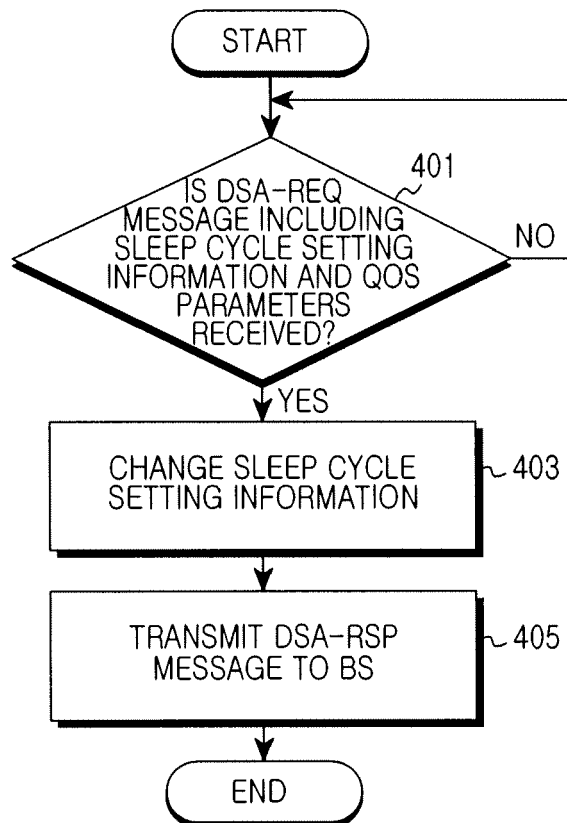 START
401
IS DSA-REQ
MESSAGE INCLUDING
SLEEP CYCLE SETTING
INFORMATION AND QOS
PARAMETERS
RECEIVED?
NO
YES
CHANGE SLEEP CYCLE
SETTING INFORMATION
403
TRANSMIT DSA-RSP
MESSAGE TO BS
405
END